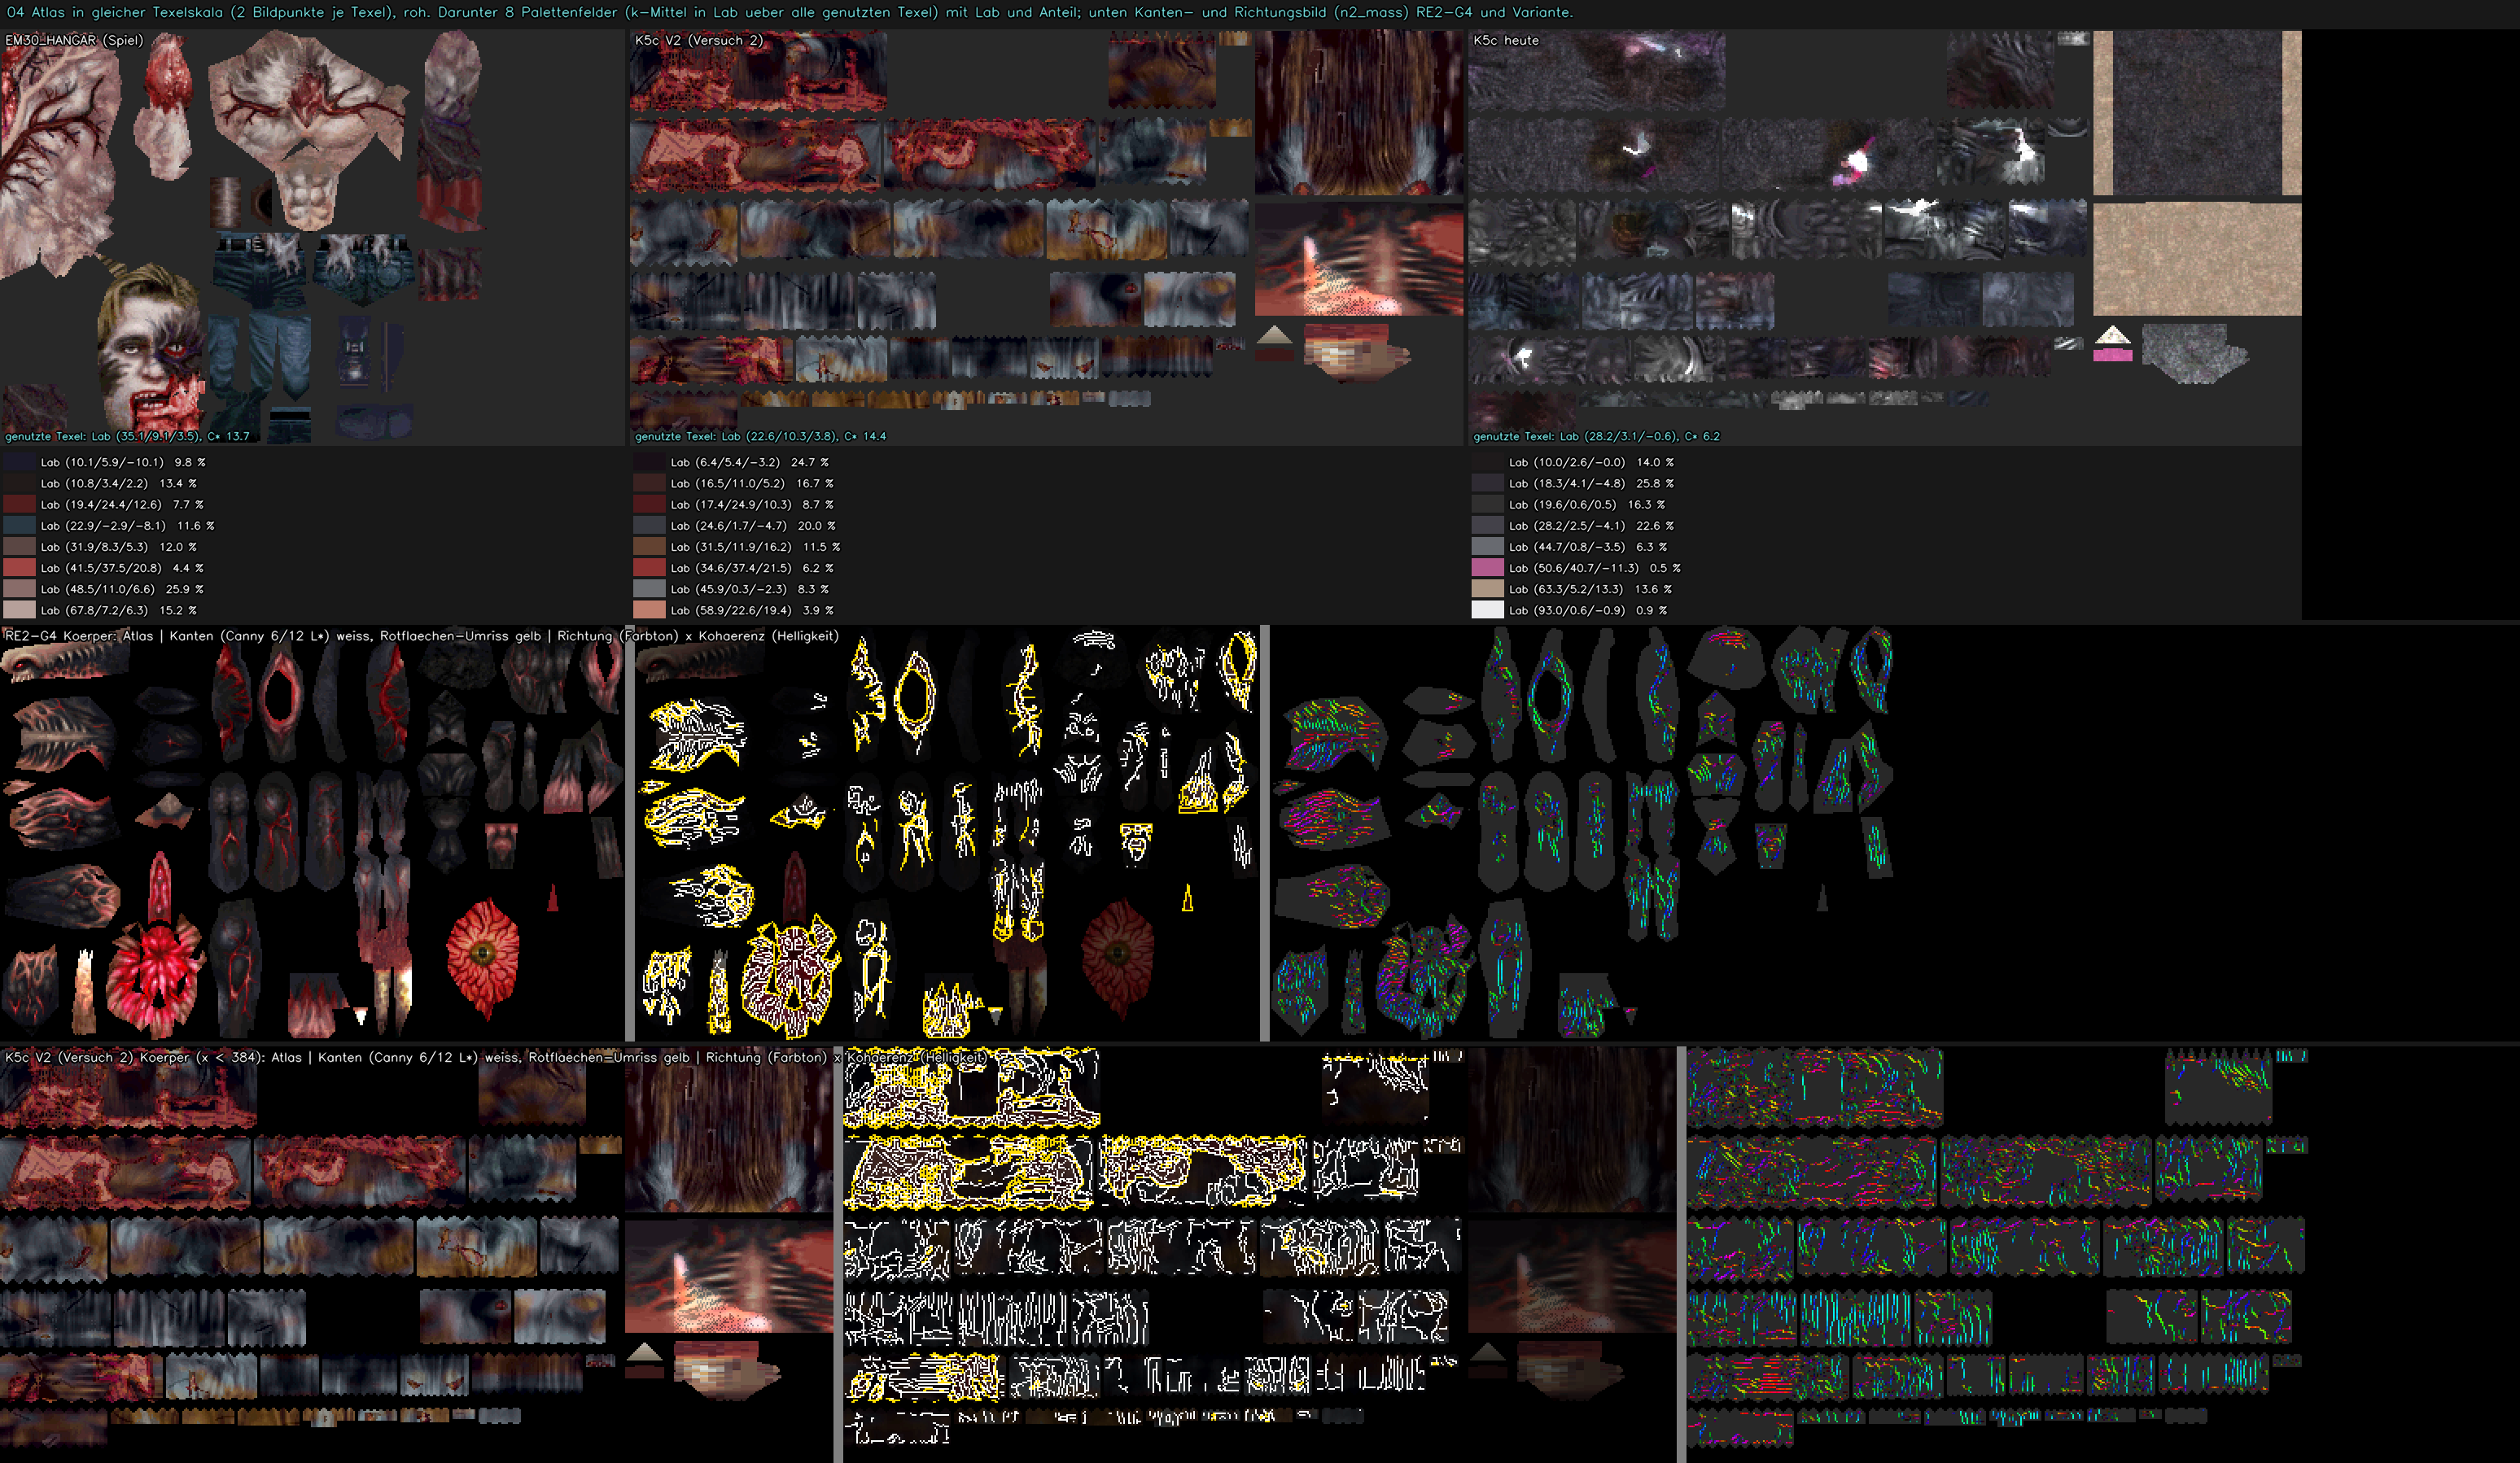 04 Atlas in gleicher Texelskala (2 Bildpunkte je Texel), roh. Darunter 8 Palettenfelder (k-Mittel in Lab ueber alle genutzten Texel) mit Lab und Anteil; unten Kanten- und Richtungsbild (n2_mass) RE2-G4 und Variante.
EM30_HANGAR (Spiel)
K5c V2 (Versuch 2)
K5c heute
genutzte Texel: Lab (35.1/9.1/3.5), C* 13.7
genutzte Texel: Lab (22.6/10.3/3.8), C* 14.4
genutzte Texel: Lab (28.2/3.1/-0.6), C* 6.2
Lab (10.1/5.9/-10.1) 9.8 %
Lab (10.8/3.4/2.2) 13.4 %
Lab (19.4/24.4/12.6) 7.7 %
Lab (22.9/-2.9/-8.1) 11.6 %
Lab (31.9/8.3/5.3) 12.0 %
Lab (41.5/37.5/20.8) 4.4 %
Lab (48.5/11.0/6.6) 25.9 %
Lab (67.8/7.2/6.3) 15.2 %
Lab (6.4/5.4/-3.2) 24.7 %
Lab (16.5/11.0/5.2) 16.7 %
Lab (17.4/24.9/10.3) 8.7 %
Lab (24.6/1.7/-4.7) 20.0 %
Lab (31.5/11.9/16.2) 11.5 %
Lab (34.6/37.4/21.5) 6.2 %
Lab (45.9/0.3/-2.3) 8.3 %
Lab (58.9/22.6/19.4) 3.9 %
Lab (10.0/2.6/-0.0) 14.0 %
Lab (18.3/4.1/-4.8) 25.8 %
Lab (19.6/0.6/0.5) 16.3 %
Lab (28.2/2.5/-4.1) 22.6 %
Lab (44.7/0.8/-3.5) 6.3 %
Lab (50.6/40.7/-11.3) 0.5 %
Lab (63.3/5.2/13.3) 13.6 %
Lab (93.0/0.6/-0.9) 0.9 %
RE2-G4 Koerper: Atlas | Kanten (Canny 6/12 L*) weiss, Rotflaechen-Umriss gelb | Richtung (Farbton) x Kohaerenz (Helligkeit)
K5c V2 (Versuch 2) Koerper (x < 384): Atlas | Kanten (Canny 6/12 L*) weiss, Rotflaechen-Umriss gelb | Richtung (Farbton) x Kohaerenz (Helligkeit)